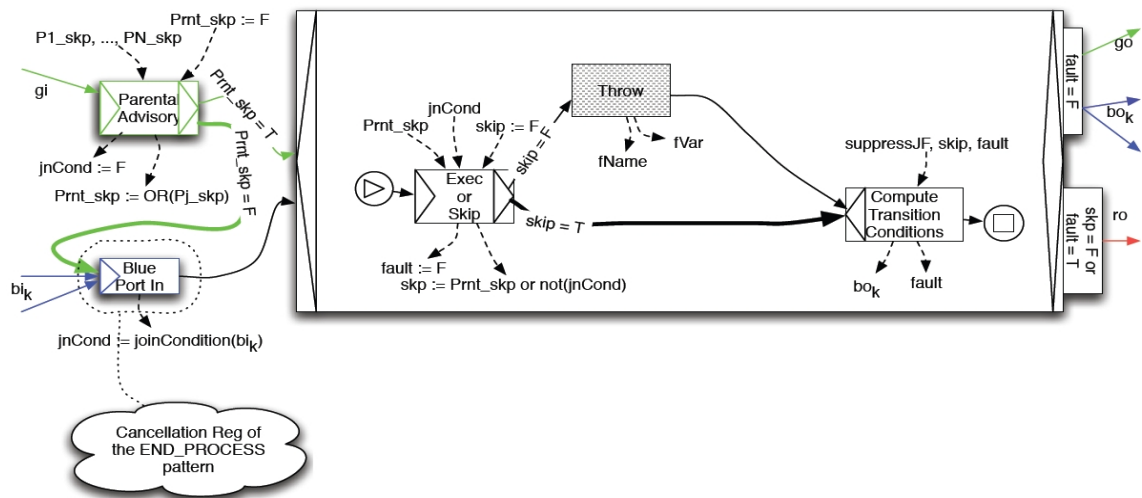 P1_skp, ..., PN_skp
Prnt_skp := F
gi
Parental
Advisory
Prnt_skp = T
Prnt_skp = F
jnCond := F
Prnt_skp := OR(Pj_skp)
Blue
Port In
bik
jnCond := joinCondition(bik)
Cancellation Reg of
the END_PROCESS
pattern
Throw
fName
fVar
jnCond
Prnt_skp
skip := F
skip = F
Exec
or
Skip
skip = T
fault := F
skp := Prnt_skp or not(jnCond)
suppressJF, skip, fault
Compute
Transition
Conditions
bok
fault
fault = F
go
bok
skp = F or
fault = T
ro